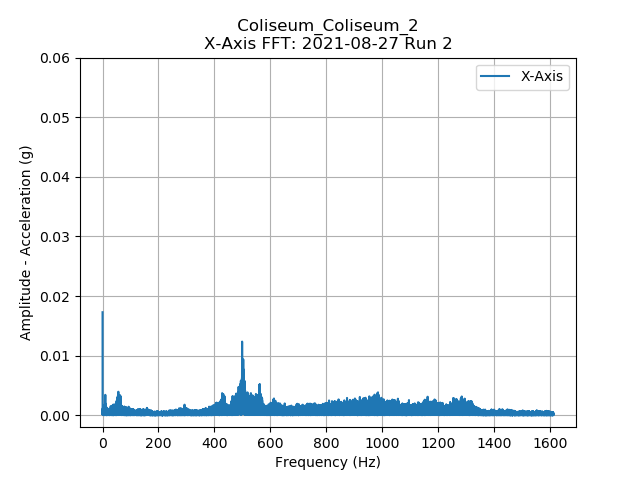 Coliseum_Coliseum_2
X-Axis FFT: 2021-08-27 Run 2
X-Axis
Amplitude - Acceleration (g)
0.06
0.05
0.04
0.03
0.02
0.01
0.00
0 200 400 600 800 1000 1200 1400 1600
Frequency (Hz)